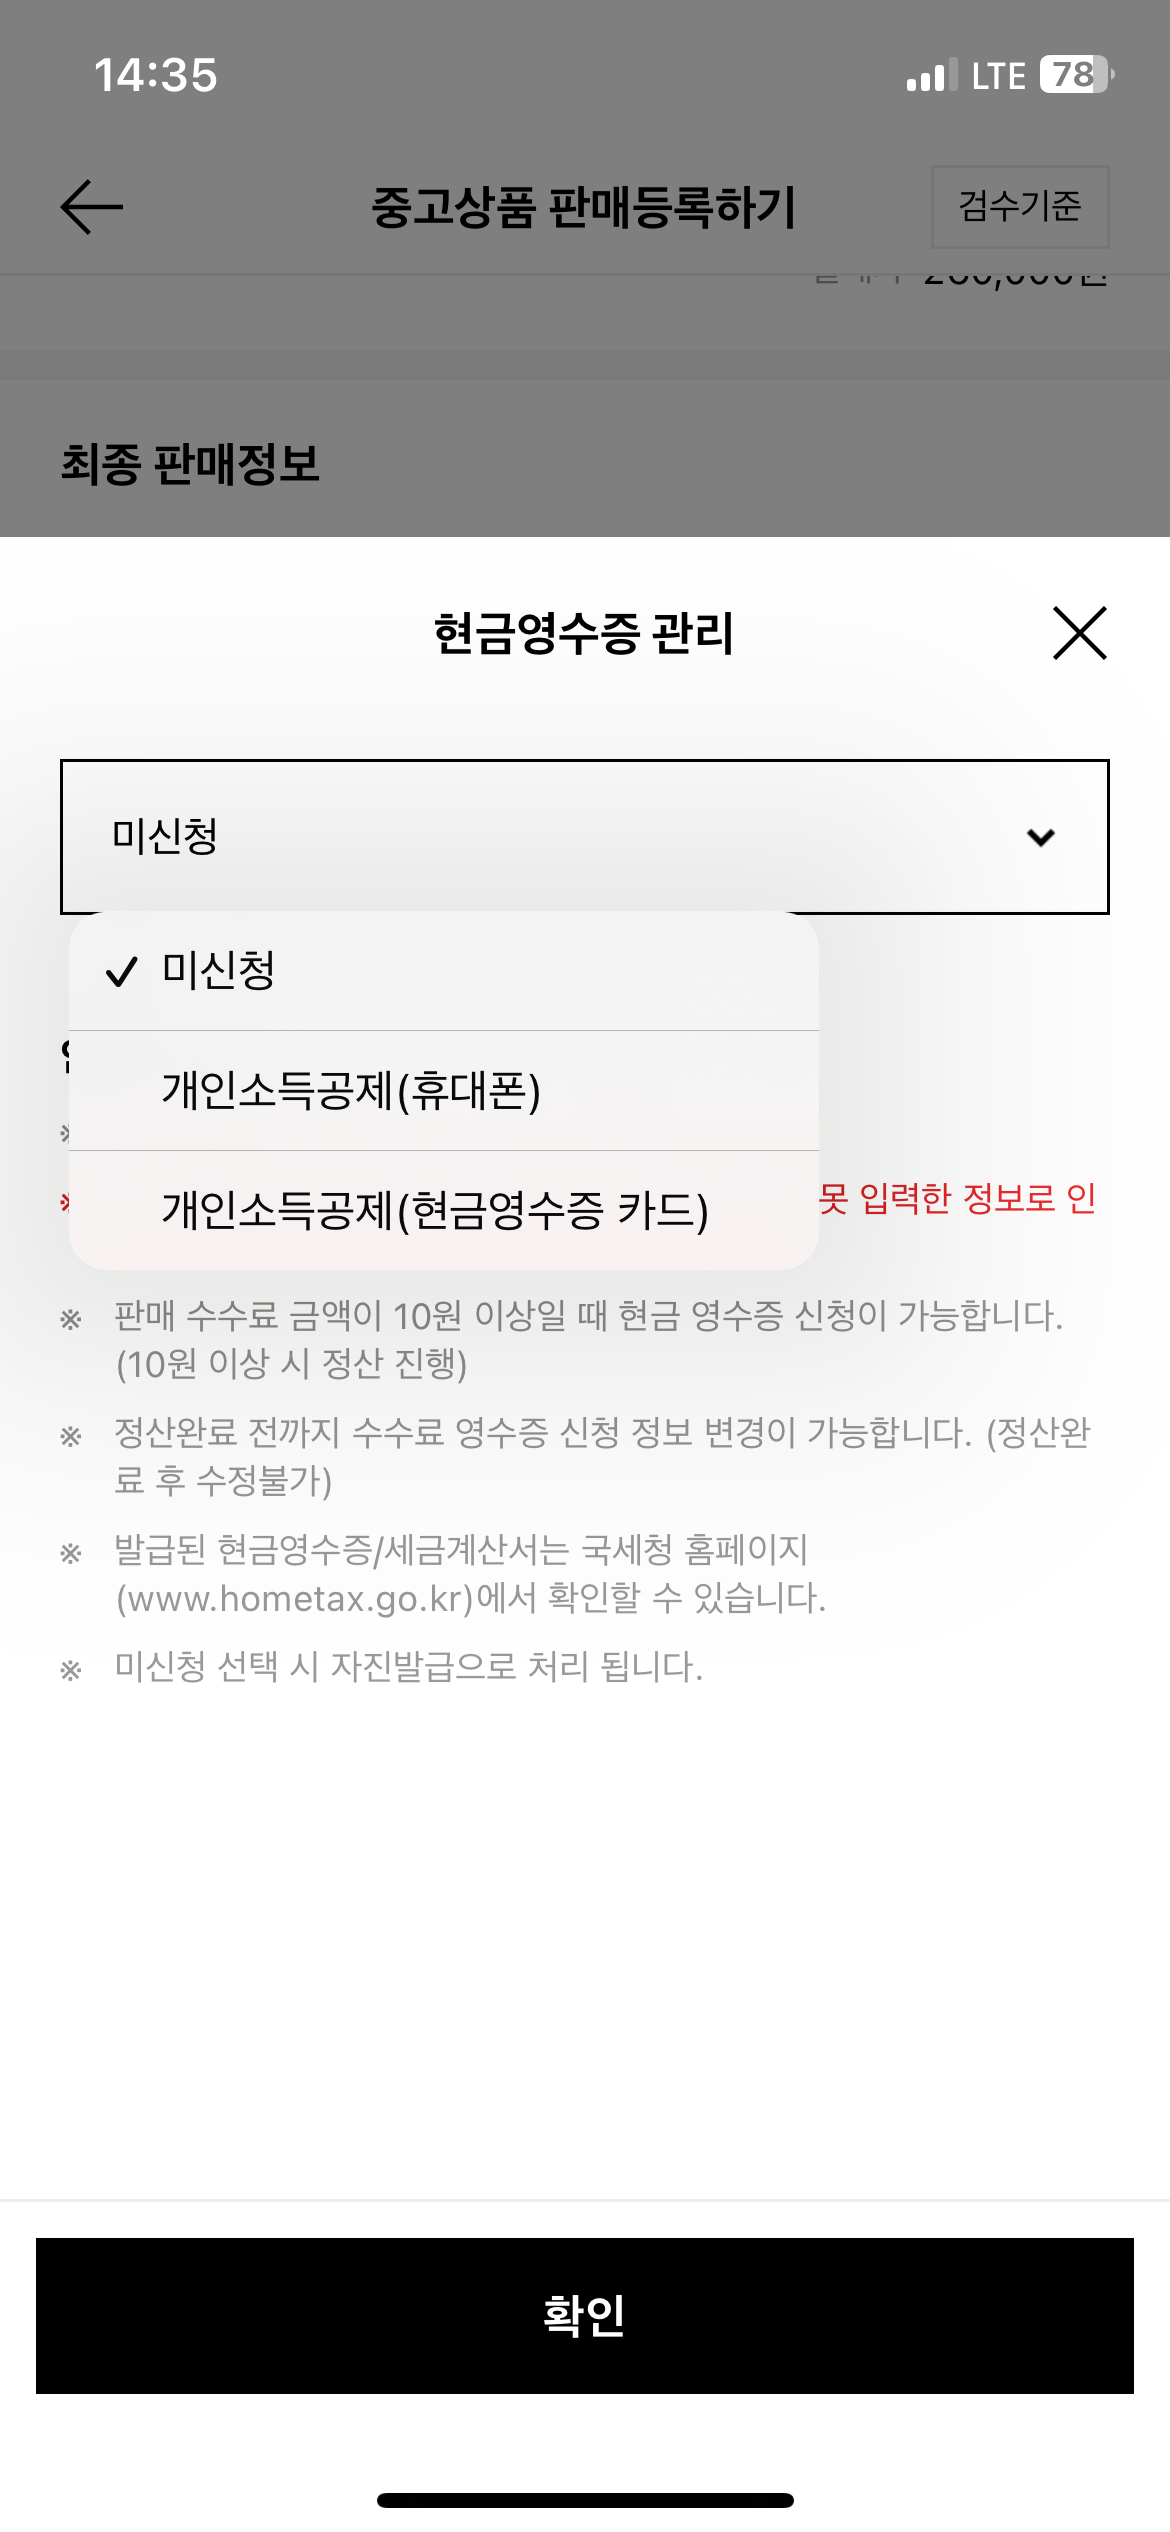 14:35
LTE 78
중고상품 판매등록하기
검수기준
최종 판매정보
현금영수증 관리
미신청
✓ 미신청
개인소득공제(휴대폰)
개인소득공제(현금영수증 카드)
※
※ 못 입력한 정보로 인
※ 판매 수수료 금액이 10원 이상일 때 현금 영수증 신청이 가능합니다.
(10원 이상 시 정산 진행)
※ 정산완료 전까지 수수료 영수증 신청 정보 변경이 가능합니다. (정산완
료 후 수정불가)
※ 발급된 현금영수증/세금계산서는 국세청 홈페이지
(www.hometax.go.kr)에서 확인할 수 있습니다.
※ 미신청 선택 시 자진발급으로 처리 됩니다.
확인